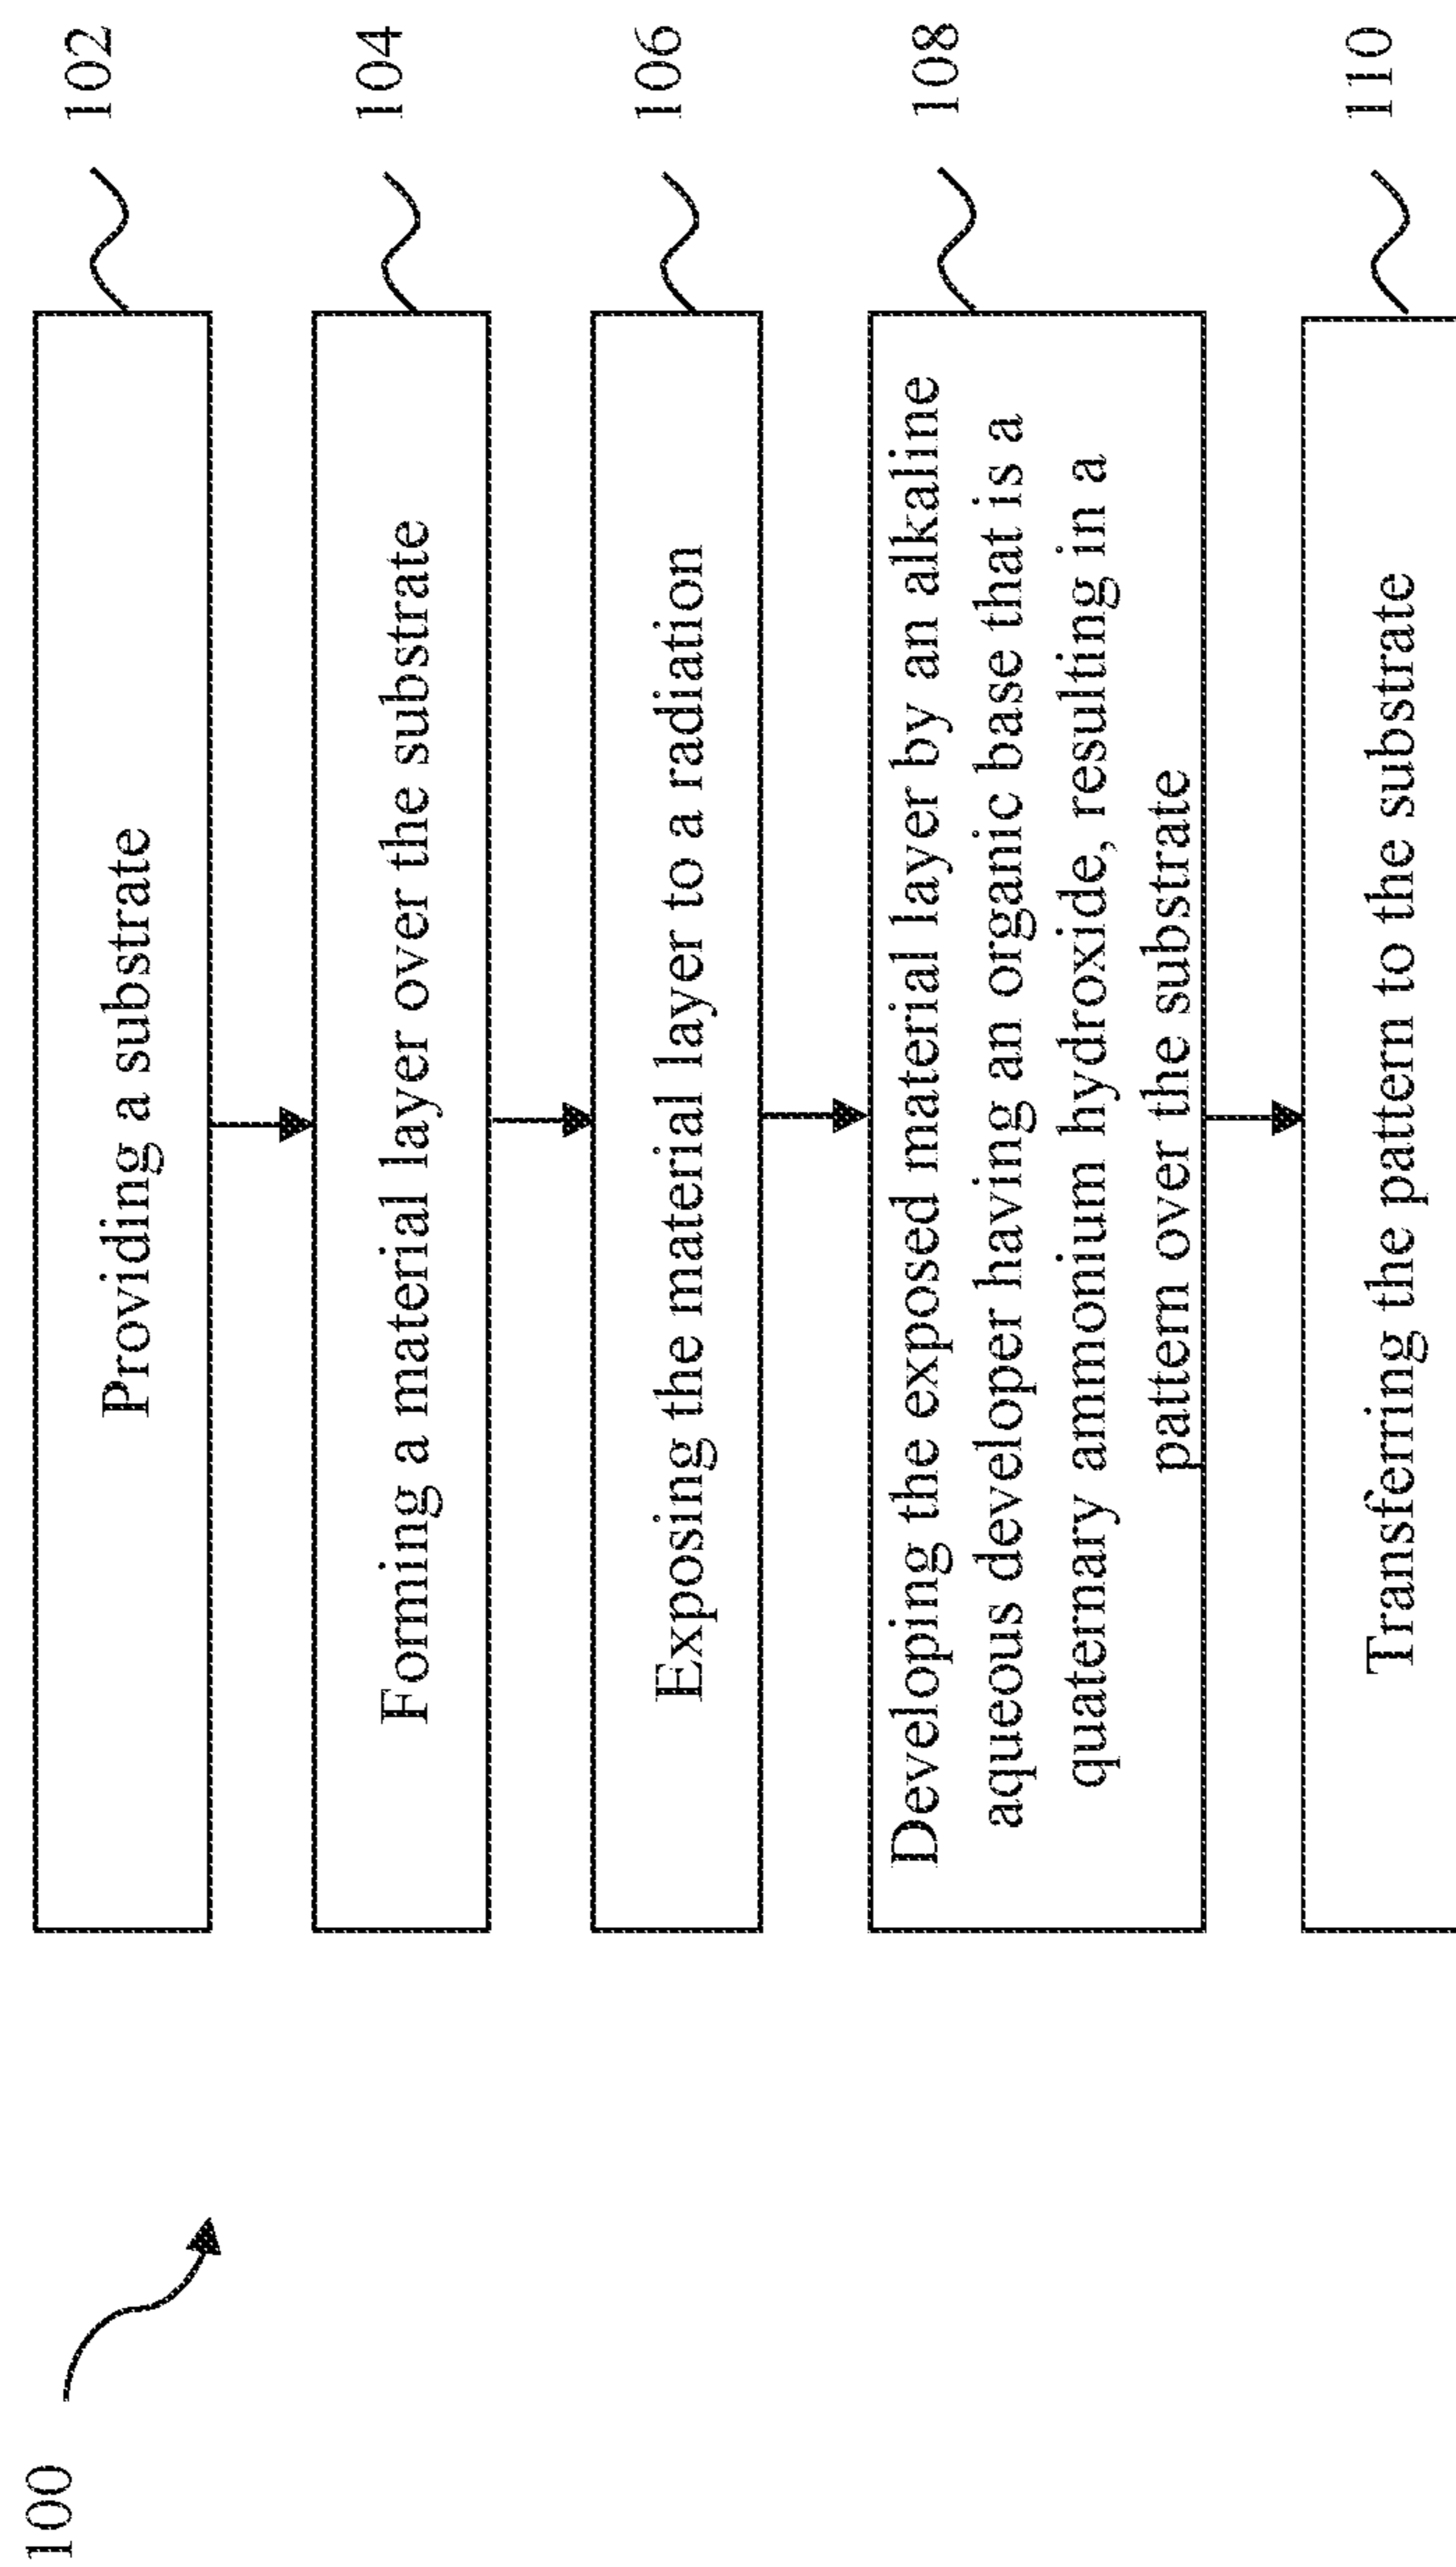 100
Providing a substrate
102
Forming a material layer over the substrate
104
Exposing the material layer to a radiation
106
Developing the exposed material layer by an alkaline
aqueous developer having an organic base that is a
quaternary ammonium hydroxide, resulting in a
pattern over the substrate
108
Transferring the pattern to the substrate
110